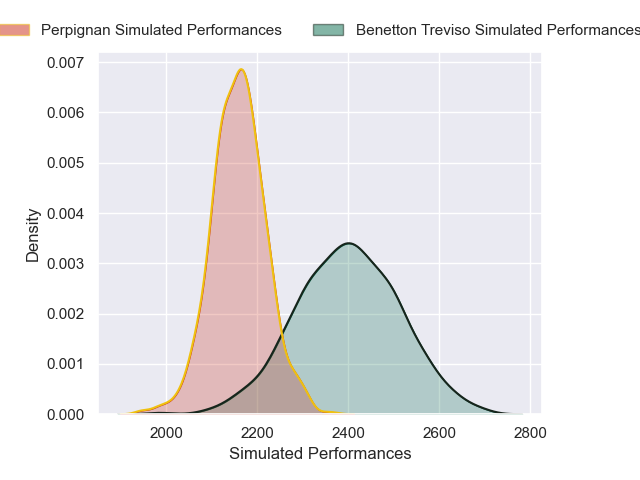 Perpignan Simulated Performances Benetton Treviso Simulated Performances
0.007
0.006
0.005
0.004
0.003
0.002
0.001
0.000
Density
2000 2200 2400 2600 2800
Simulated Performances